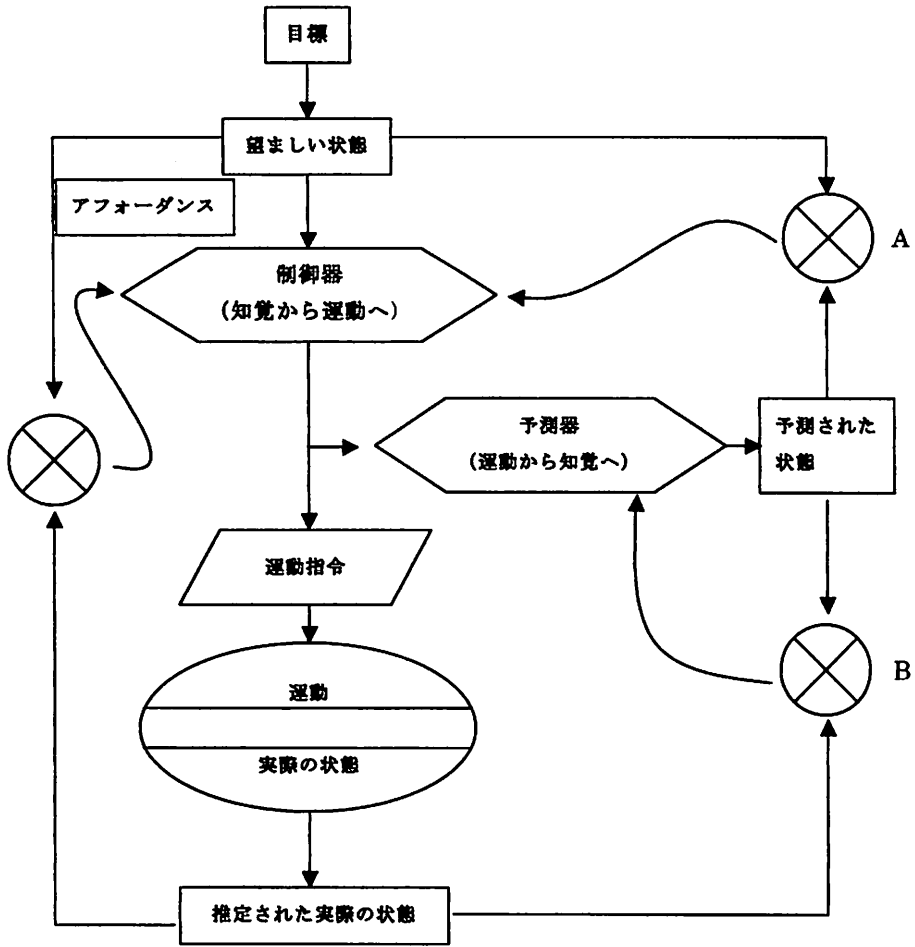 目標
望ましい状態
アフォーダンス
A
制御器
(知覚から運動へ)
予測器
(運動から知覚へ)
予測された
状態
運動指令
B
運動
実際の状態
推定された実際の状態